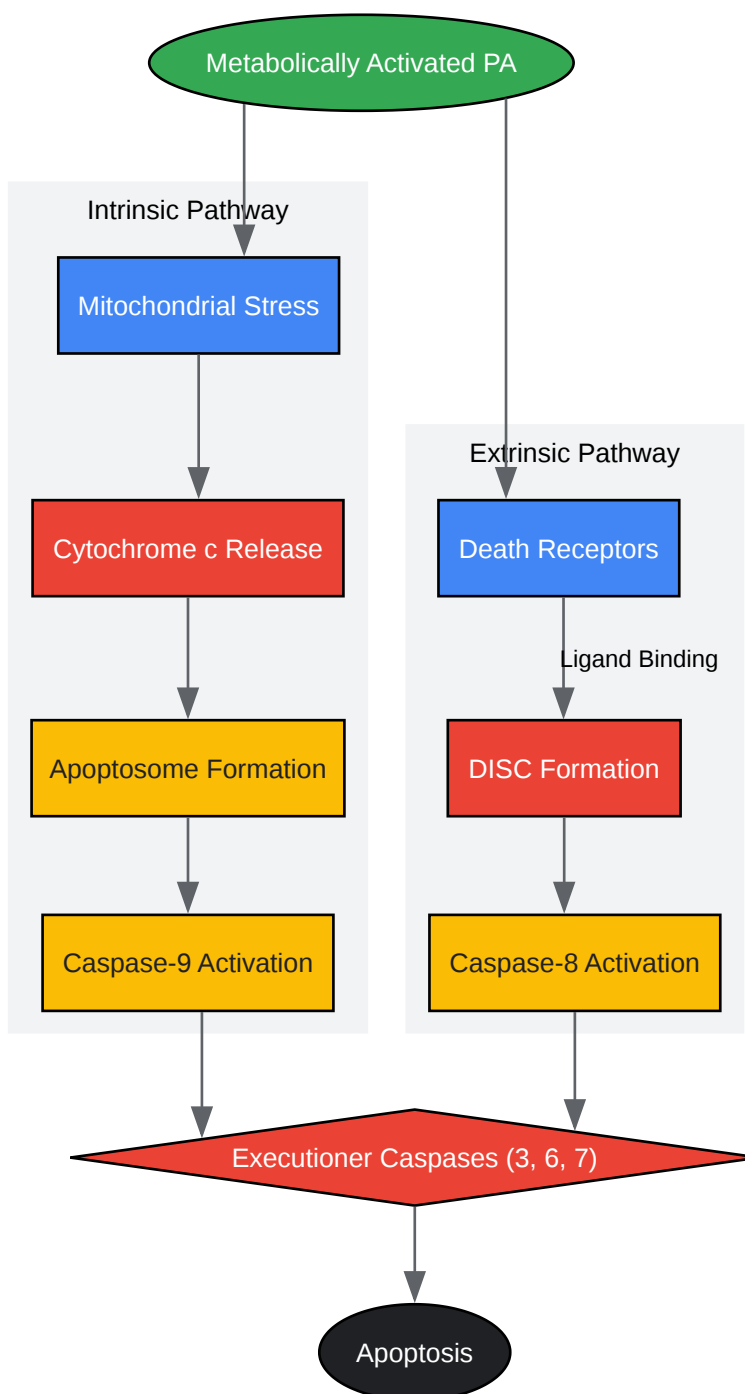 Metabolically Activated PA
Intrinsic Pathway
Mitochondrial Stress
Cytochrome c Release
Apoptosome Formation
Caspase-9 Activation
Extrinsic Pathway
Death Receptors
Ligand Binding
DISC Formation
Caspase-8 Activation
Executioner Caspases (3, 6, 7)
Apoptosis